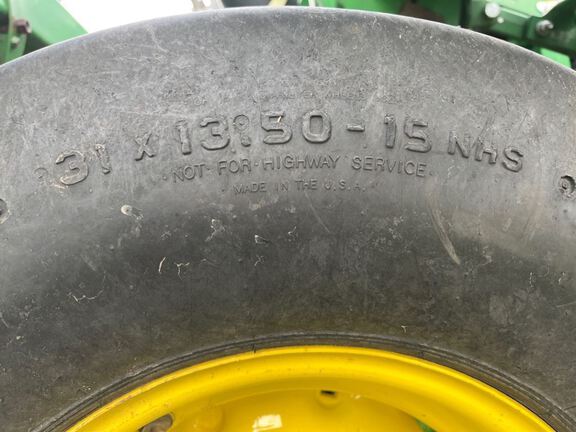 31 x 13.50 - 15 NHS
· NOT · FOR · HIGHWAY SERVICE ·
· MADE IN THE U.S.A. ·